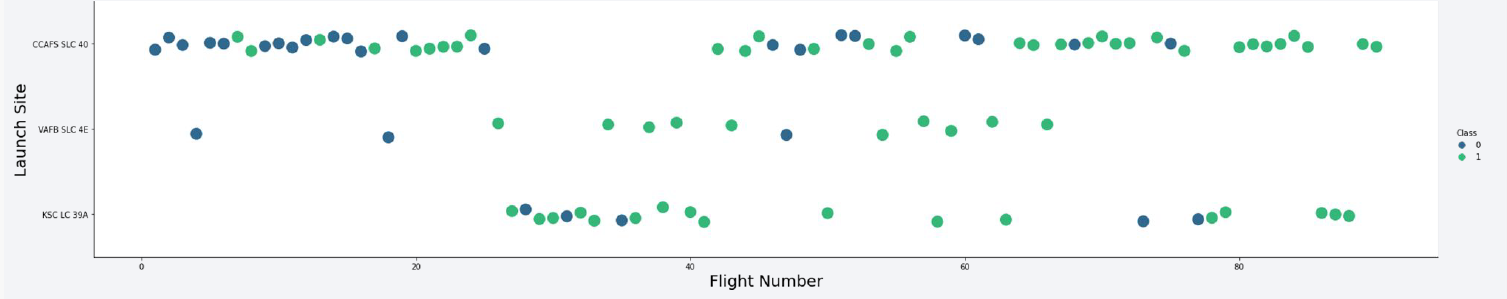 Launch Site
CCAFS SLC 40
VAFB SLC 4E
KSC LC 39A
0 20 40 60 80
Flight Number
Class
0
1